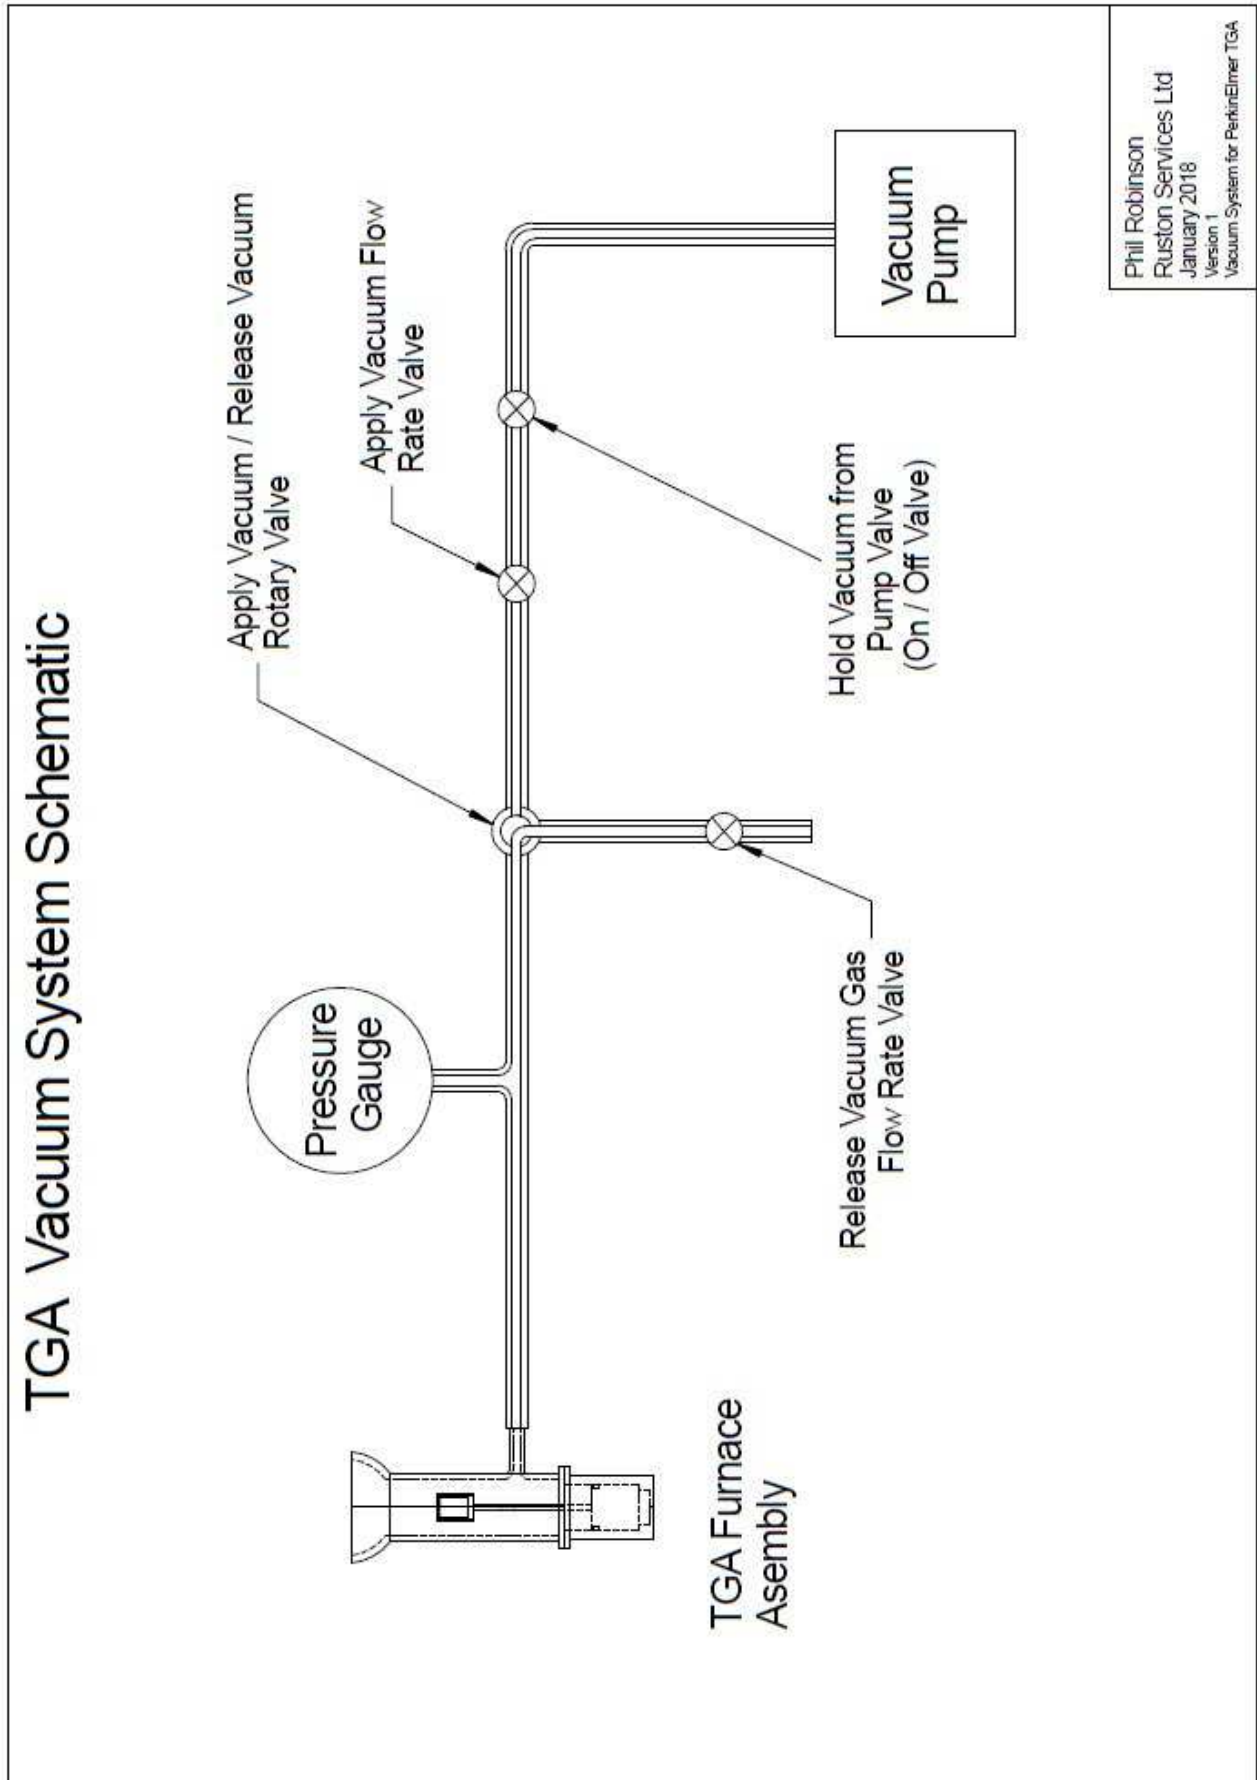 TGA Vacuum System Schematic
Apply Vacuum / Release Vacuum
Rotary Valve
Apply Vacuum Flow
Rate Valve
Pressure
Gauge
Vacuum
Pump
Hold Vacuum from
Pump Valve
(On / Off Valve)
Release Vacuum Gas
Flow Rate Valve
TGA Furnace
Asembly
Phil Robinson
Ruston Services Ltd
January 2018
Version 1
Vacuum System for PerkinElmer TGA